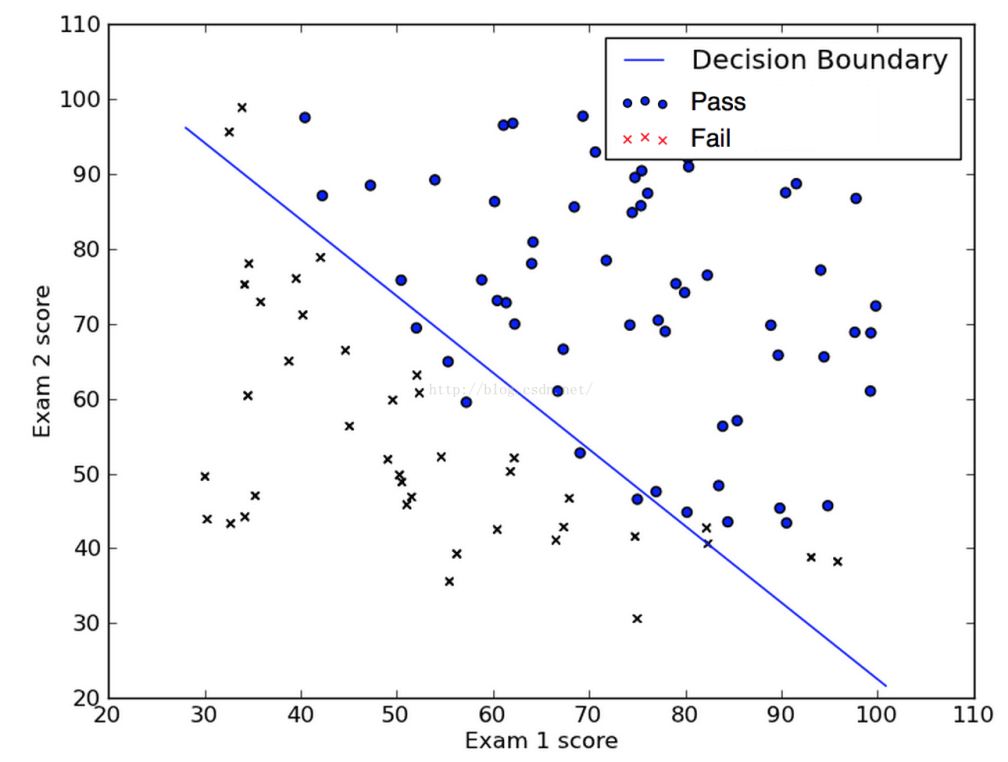 110
100
90
80
70
60
50
40
30
20
Exam 2 score
Decision Boundary
Pass
Fail
http://blog.csdn.net/
20 30 40 50 60 70 80 90 100 110
Exam 1 score